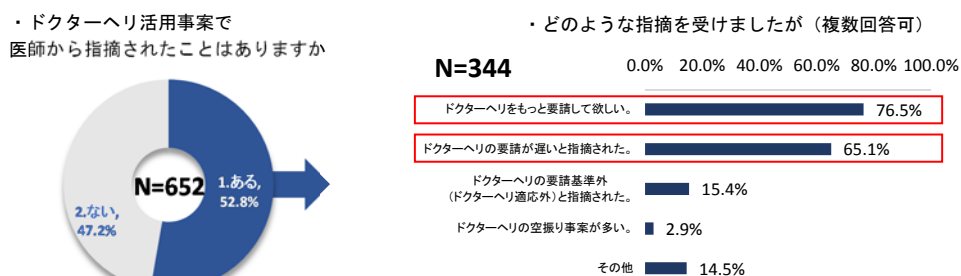 ・ドクターヘリ活用事案で
医師から指摘されたことはありますか
N=652
1.ある,
52.8%
2.ない,
47.2%
・どのような指摘を受けましたが（複数回答可）
N=344
0.0% 20.0% 40.0% 60.0% 80.0% 100.0%
ドクターヘリをもっと要請して欲しい。 76.5%
ドクターヘリの要請が遅いと指摘された。 65.1%
ドクターヘリの要請基準外
（ドクターヘリ適応外）と指摘された。 15.4%
ドクターヘリの空振り事案が多い。 2.9%
その他 14.5%